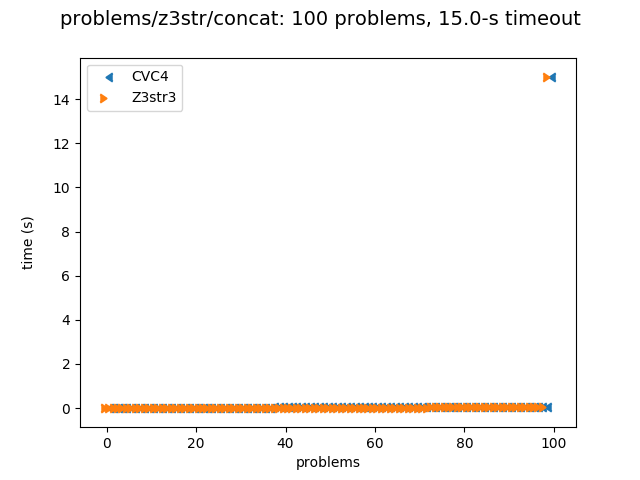 problems/z3str/concat: 100 problems, 15.0-s timeout
CVC4
Z3str3
14
12
10
8
6
4
2
0
time (s)
0 20 40 60 80 100
problems